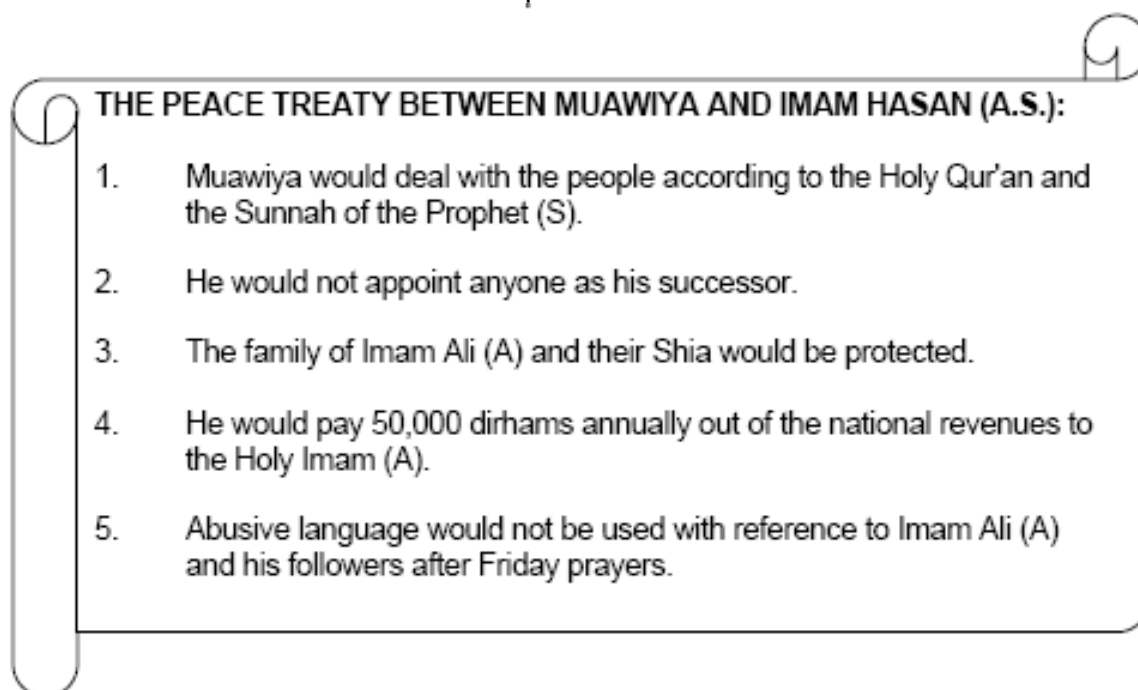 THE PEACE TREATY BETWEEN MUAWIYA AND IMAM HASAN (A.S.):
1. Muawiya would deal with the people according to the Holy Qur'an and
the Sunnah of the Prophet (S).
2. He would not appoint anyone as his successor.
3. The family of Imam Ali (A) and their Shia would be protected.
4. He would pay 50,000 dirhams annually out of the national revenues to
the Holy Imam (A).
5. Abusive language would not be used with reference to Imam Ali (A)
and his followers after Friday prayers.